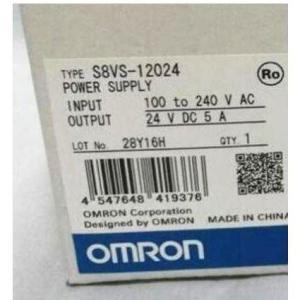 TYPE S8VS-12024
Ro
POWER SUPPLY
INPUT 100 to 240 V AC
OUTPUT 24 V DC 5 A
LOT No. 28Y16H QTY 1
4 547648 419376
OMRON Corporation
Designed by OMRON MADE IN CHINA
OMRON